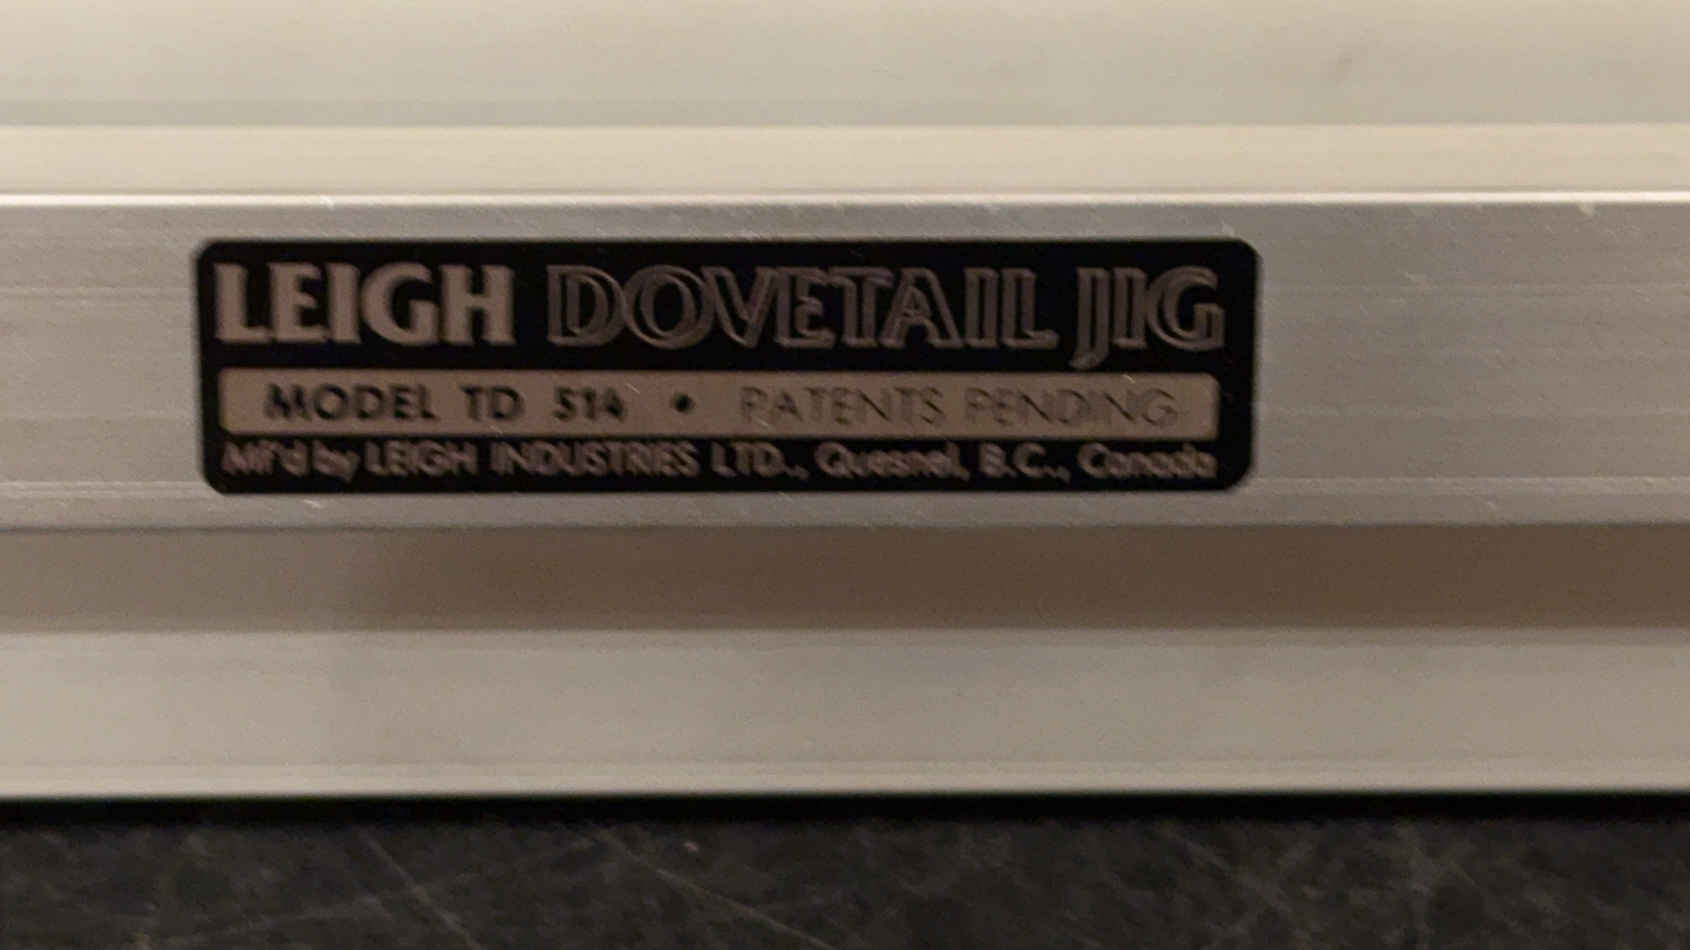 LEIGH DOVETAIL JIG
MODEL TD 514 • PATENTS PENDING
Mf'd by LEIGH INDUSTRIES LTD., Quesnel, B.C., Canada